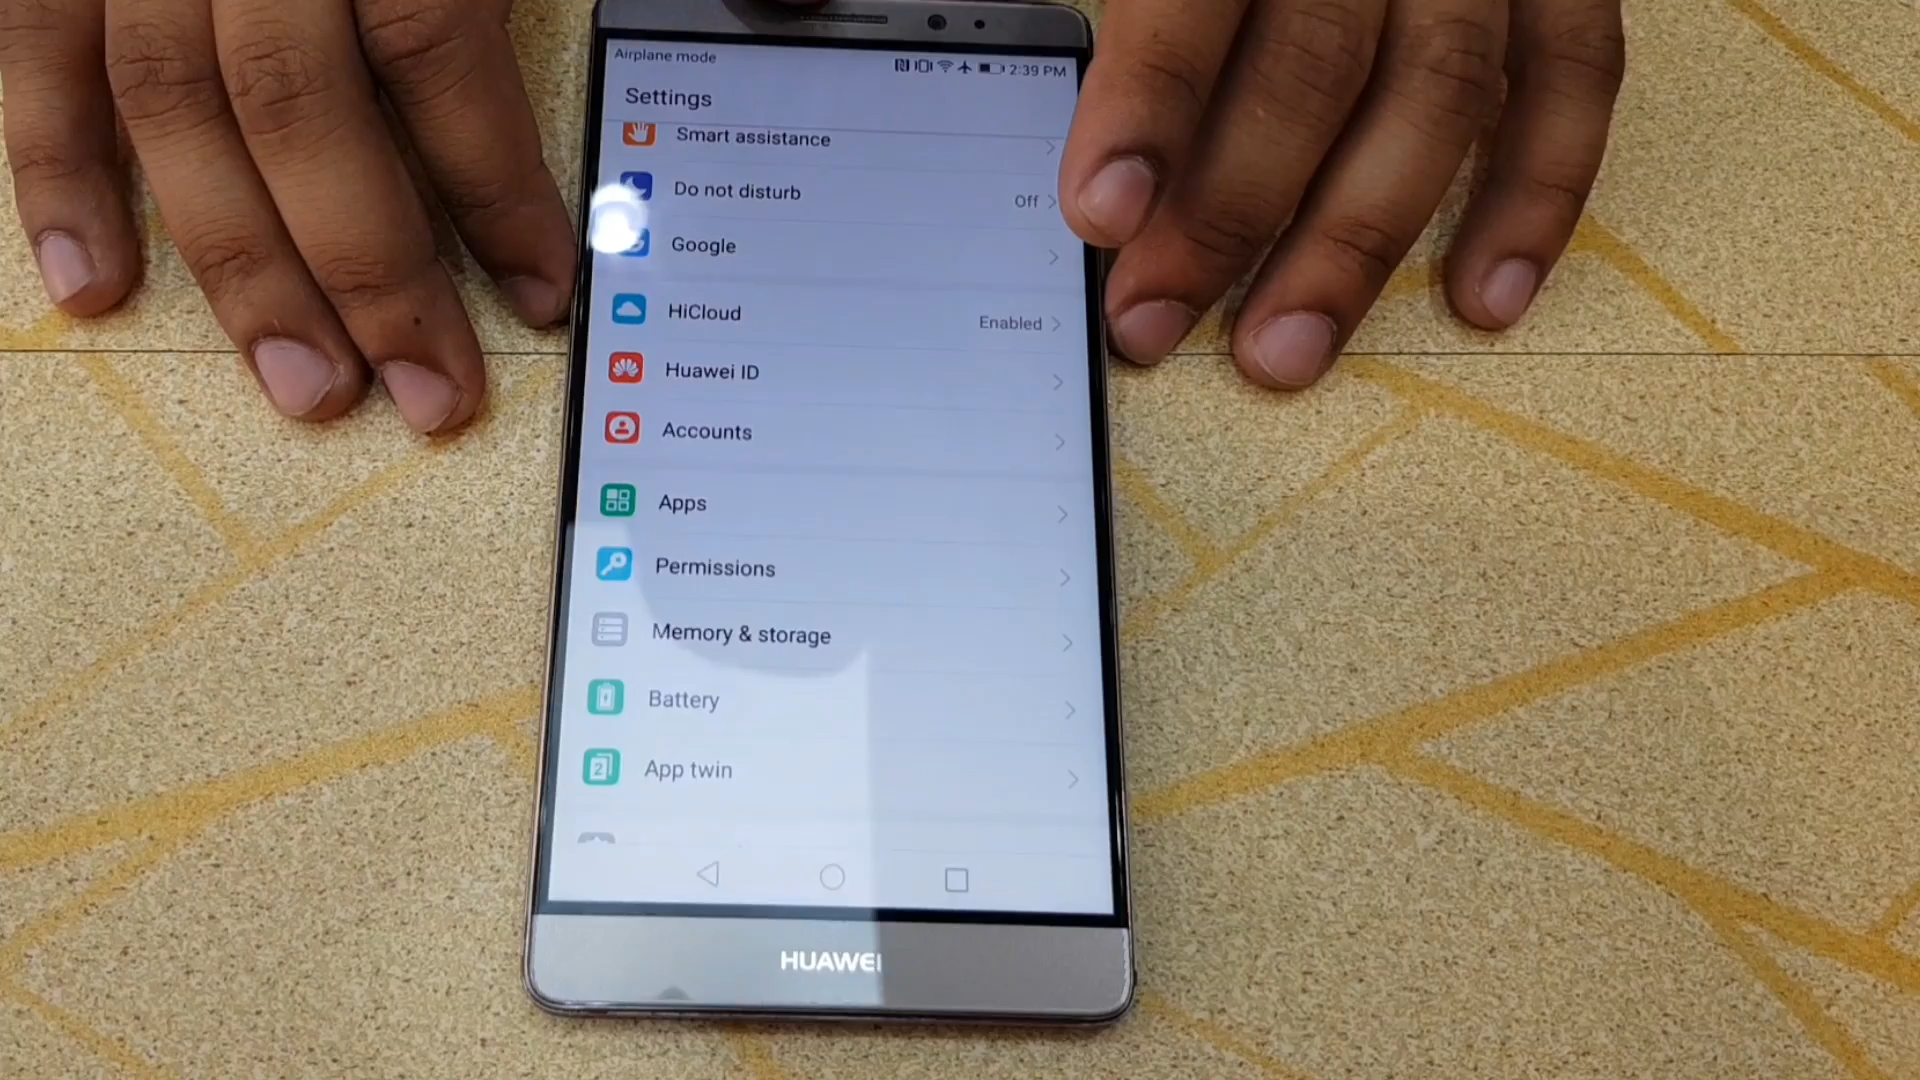 Airplane mode 2:39 PM
Settings
Smart assistance
Do not disturb Off
Google
HiCloud Enabled
Huawei ID
Accounts
Apps
Permissions
Memory & storage
Battery
App twin
HUAWEI